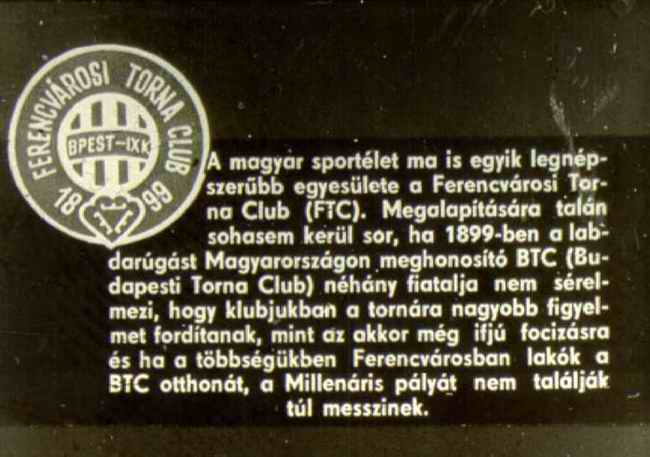 FERENCVÁROSI TORNA CLUB
BPEST-IXK
1899
A magyar sportélet ma is egyik legnép-
szerűbb egyesülete a Ferencvárosi Tor-
na Club (FTC). Megalapítására talán
sohasem kerül sor, ha 1899-ben a lab-
darúgást Magyarországon meghonosító BTC (Bu-
dapesti Torna Club) néhány fiatalja nem sérel-
mezi, hogy klubjukban a tornára nagyobb figyel-
met fordítanak, mint az akkor még ifjú focizásra
és ha a többségükben Ferencvárosban lakók a
BTC otthonát, a Millenáris pályát nem találják
túl messzinek.